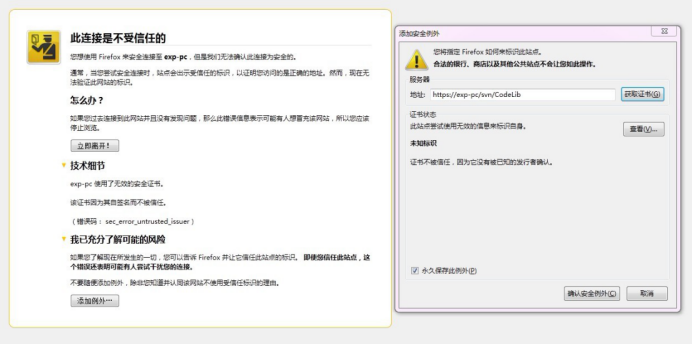 此连接是不受信任的
您想使用 Firefox 来安全连接至 exp-pc，但是我们无法确认此连接为安全的。
通常，当您尝试安全连接时，站点会出示受信任的标识，以证明您访问的是正确的地址。然而，现在无
法验证此网站的标识。
怎么办？
如果您过去连接到此网站并且没有发现问题，那么此错误信息表示可能有人想冒充该网站，所以您应该
停止浏览。
立即离开！
技术细节
exp-pc 使用了无效的安全证书。
该证书因为其自签名而不被信任。
（错误码： sec_error_untrusted_issuer）
我已充分了解可能的风险
如果您了解现在所发生的一切，您可以告诉 Firefox 并让它信任此站点的标识。 即使您信任此站点，这
个错误还表明可能有人尝试干扰您的连接。
不要随便添加例外，除非您知道并认同该网站不使用受信任标识的理由。
添加例外…
添加安全例外
您将指定 Firefox 如何来标识此站点。
合法的银行、商店以及其他公共站点不会让您如此操作。
服务器
地址: https://exp-pc/svn/CodeLib 获取证书(G)
证书状态
此站点尝试使用无效的信息来标识自身。 查看(V)...
未知标识
证书不被信任，因为它没有被已知的发行者确认。
永久保存此例外(P)
确认安全例外(C) 取消